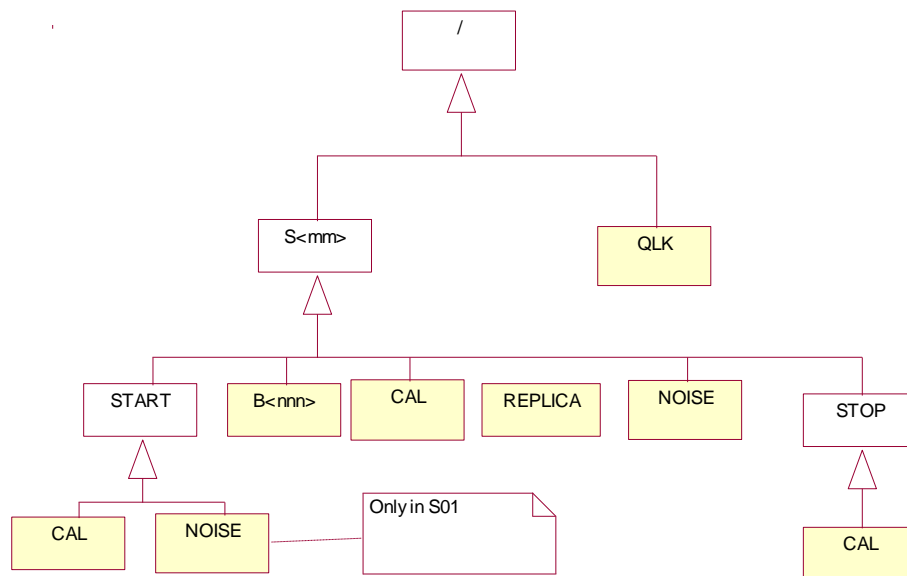 /
S<mm>
QLK
START
B<nnn>
CAL
REPLICA
NOISE
STOP
CAL
NOISE
Only in S01
CAL